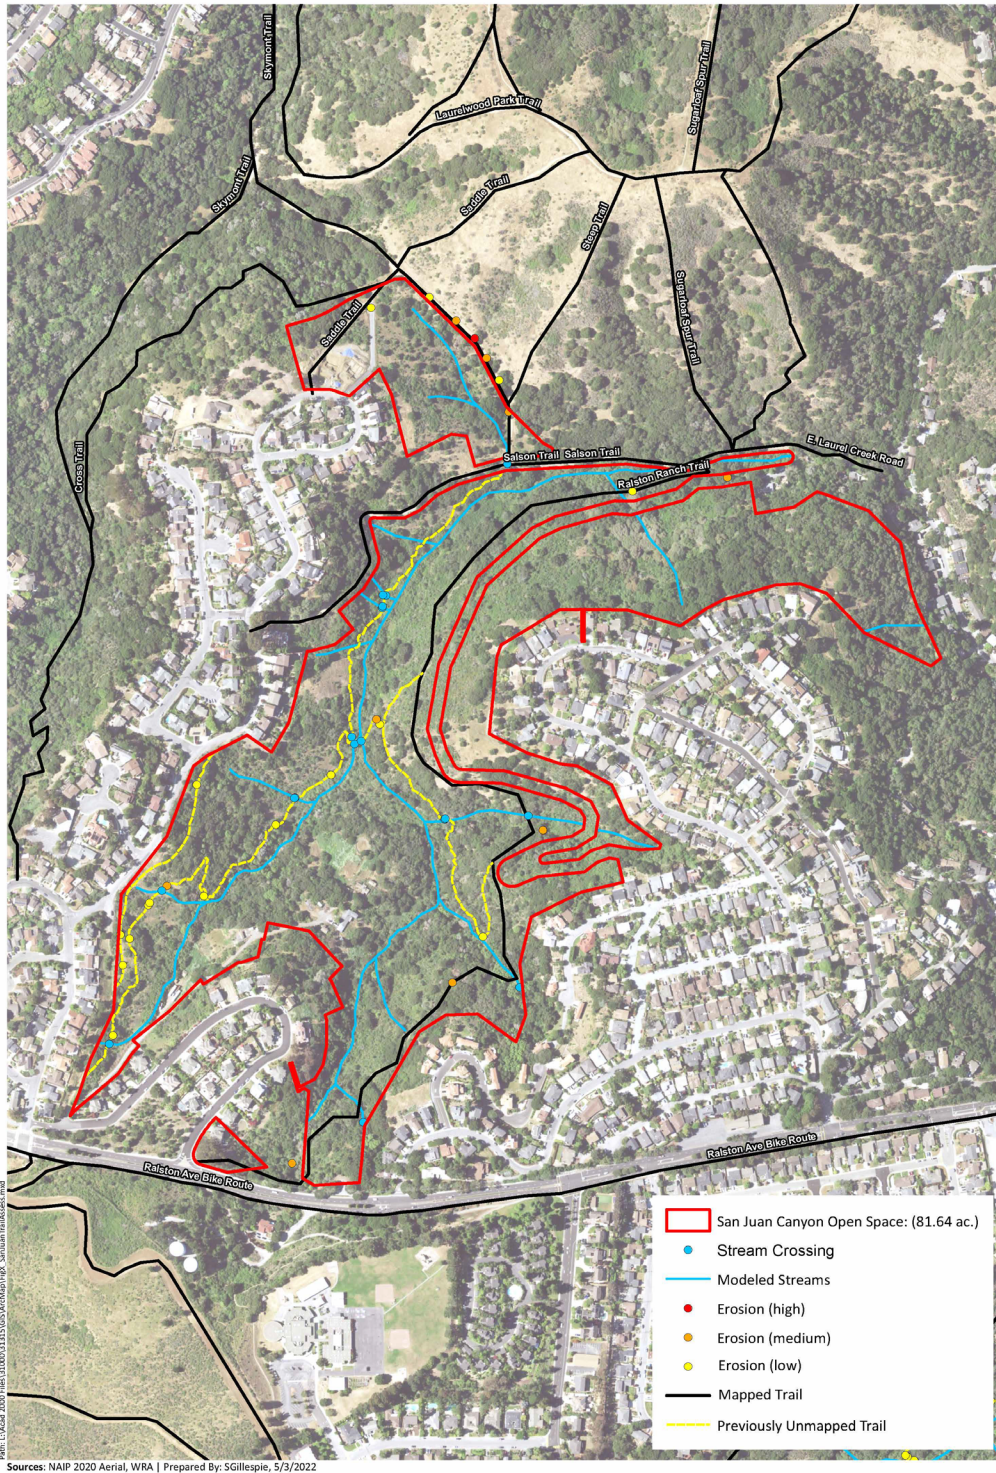 Skymont Trail
Laurelwood Park Trail
Sugarloaf Spur Trail
Skymont Trail
Saddle Trail
Steep Trail
Saddle Trail
Sugarloaf Spur Trail
Cross Trail
Salson Trail Salson Trail
E. Laurel Creek Road
Ralston Ranch Trail
Ralston Ave Bike Route
Ralston Ave Bike Route
San Juan Canyon Open Space: (81.64 ac.)
Stream Crossing
Modeled Streams
Erosion (high)
Erosion (medium)
Erosion (low)
Mapped Trail
Previously Unmapped Trail
Sources: NAIP 2020 Aerial, WRA | Prepared By: SGillespie, 5/3/2022